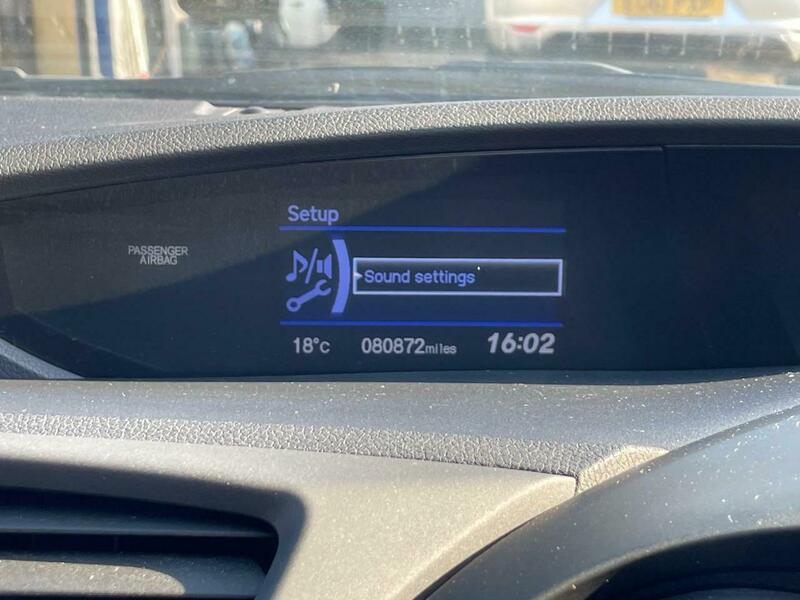 Setup
PASSENGER
AIRBAG
Sound settings
18°c 080872miles 16:02